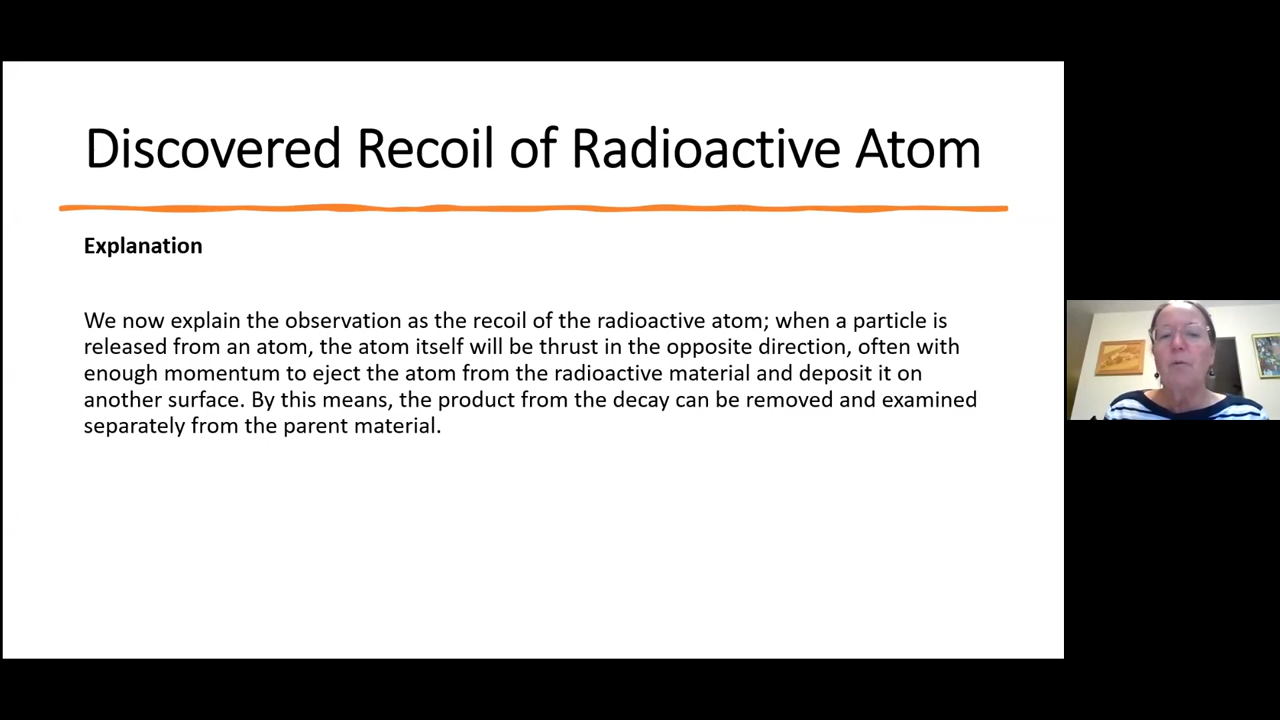 Discovered Recoil of Radioactive Atom
Explanation
We now explain the observation as the recoil of the radioactive atom; when a particle is
released from an atom, the atom itself will be thrust in the opposite direction, often with
enough momentum to eject the atom from the radioactive material and deposit it on
another surface. By this means, the product from the decay can be removed and examined
separately from the parent material.